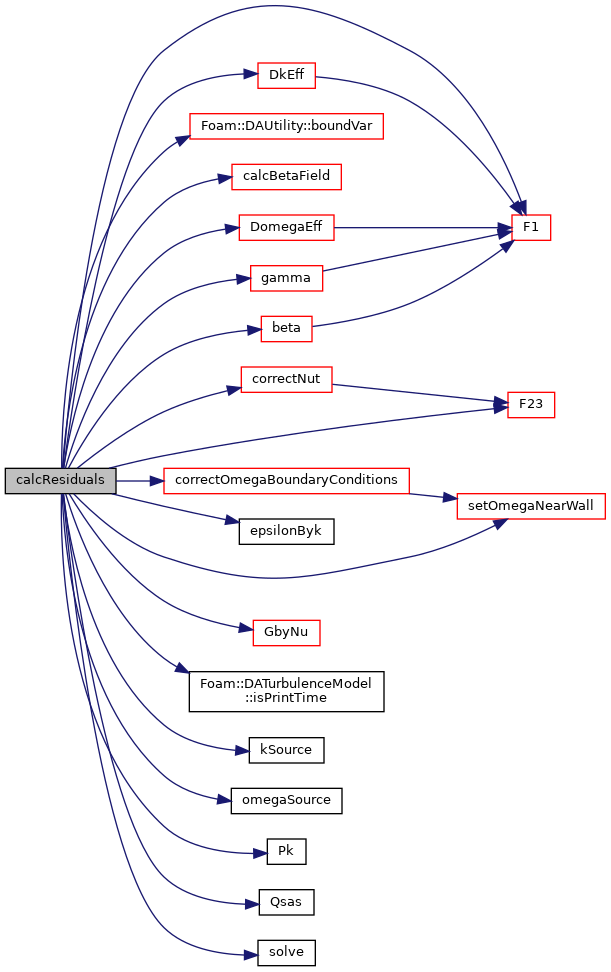 DkEff
Foam::DAUtility::boundVar
calcBetaField
DomegaEff
F1
gamma
beta
correctNut
F23
calcResiduals
correctOmegaBoundaryConditions
setOmegaNearWall
epsilonByk
GbyNu
Foam::DATurbulenceModel
::isPrintTime
kSource
omegaSource
Pk
Qsas
solve